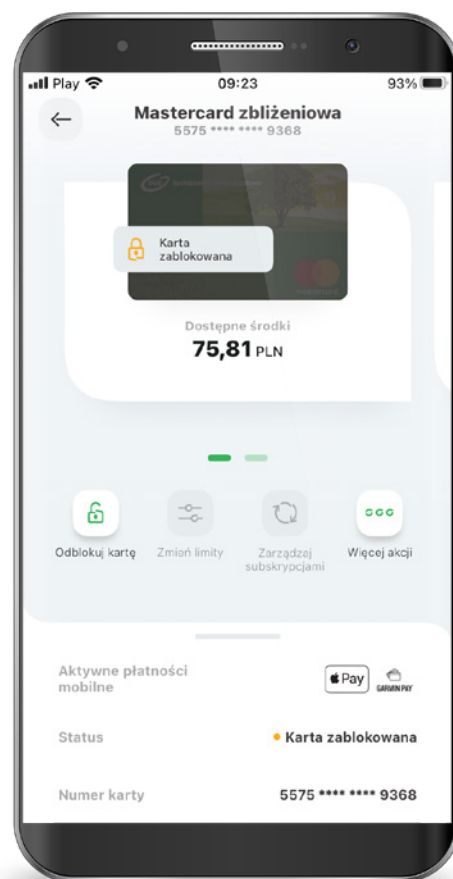 Play 09:23 93%
Mastercard zbliżeniowa
5575 **** **** 9368
Karta
zablokowana
Dostępne środki
75,81 PLN
Odblokuj kartę Zmień limity Zarządzaj Więcej akcji
subskrypcjami
Aktywne płatności
mobilne
Pay GARMIN PAY
Status Karta zablokowana
Numer karty 5575 **** **** 9368